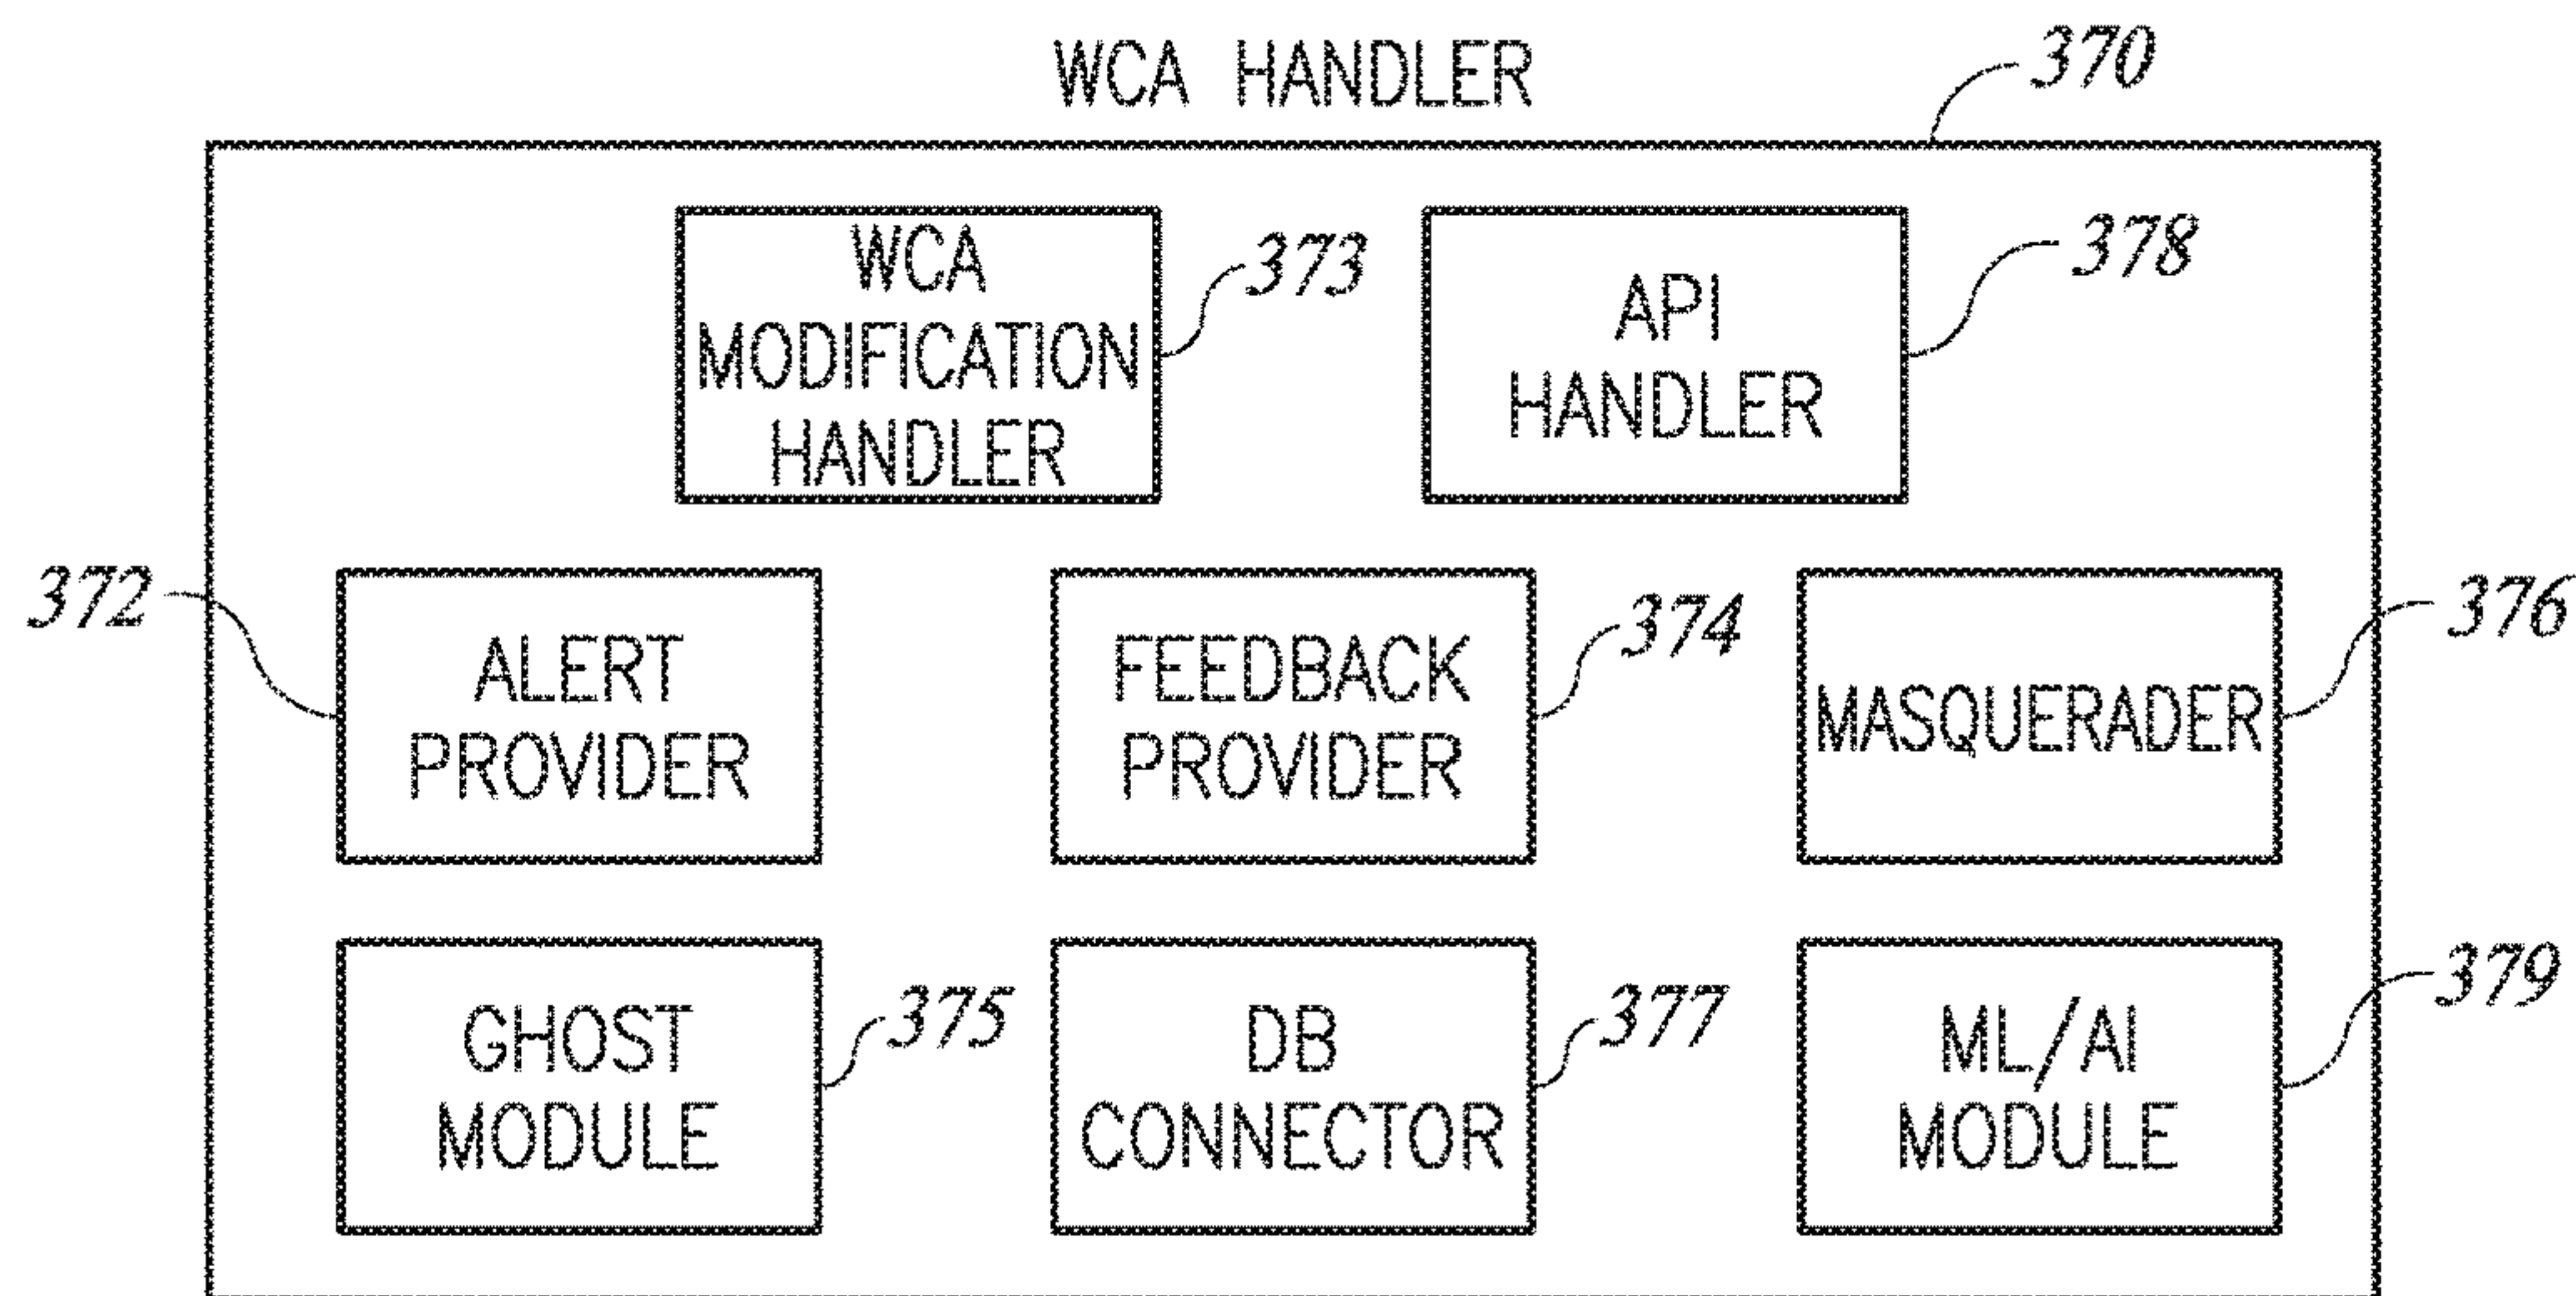 WCA HANDLER
370
WCA
MODIFICATION
HANDLER
373
API
HANDLER
378
372
ALERT
PROVIDER
FEEDBACK
PROVIDER
374
MASQUERADER
376
GHOST
MODULE
375
DB
CONNECTOR
377
ML/AI
MODULE
379